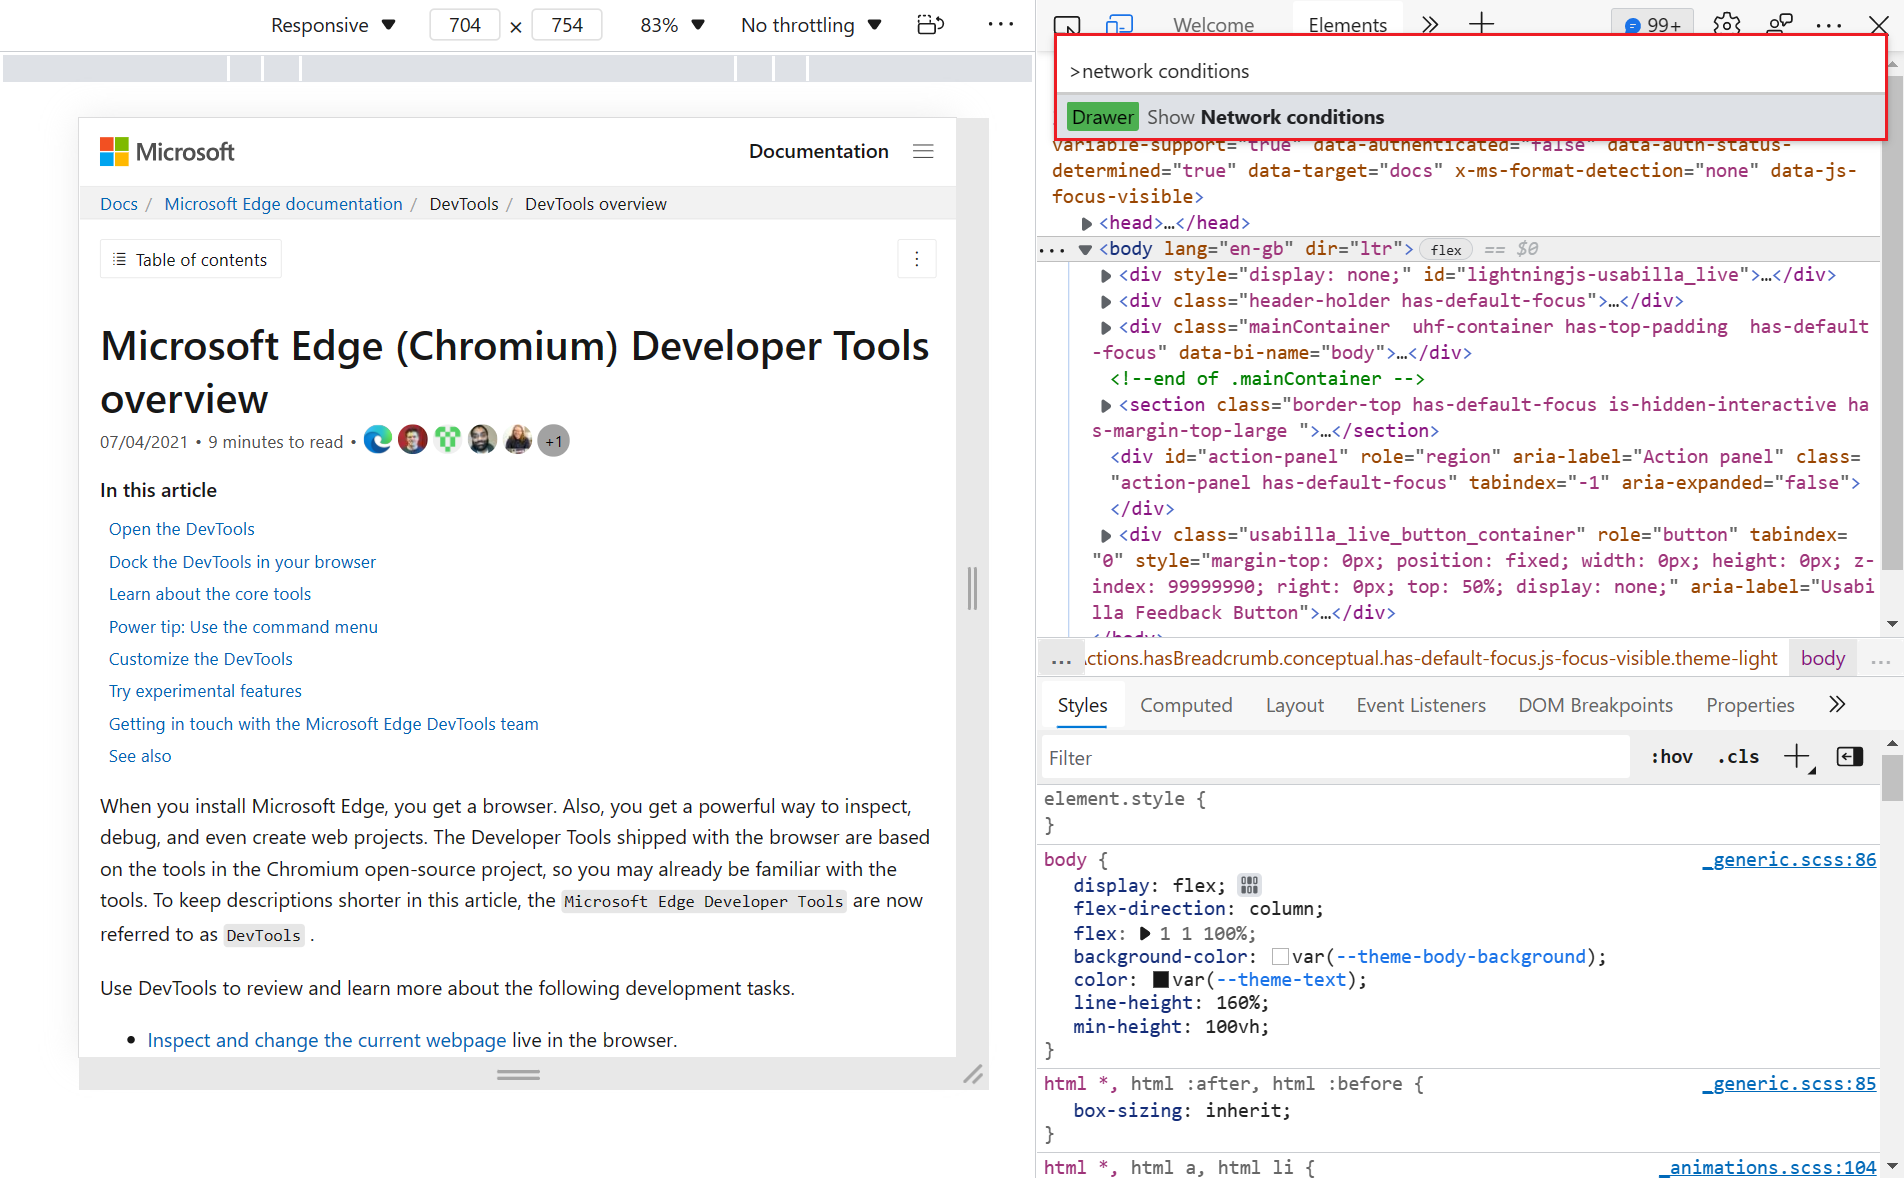 Responsive 704 × 754 83% No throttling
Welcome Elements 99+
>network conditions
Drawer Show Network conditions
variable-support="true" data-authenticated="false" data-auth-status-
determined="true" data-target="docs" x-ms-format-detection="none" data-js-
focus-visible>
<head>…</head>
<body lang="en-gb" dir="ltr"> flex == $0
<div style="display: none;" id="lightningjs-usabilla_live">…</div>
<div class="header-holder has-default-focus">…</div>
<div class="mainContainer  uhf-container has-top-padding  has-default
-focus" data-bi-name="body">…</div>
<!--end of .mainContainer -->
<section class="border-top has-default-focus is-hidden-interactive ha
s-margin-top-large ">…</section>
<div id="action-panel" role="region" aria-label="Action panel" class=
"action-panel has-default-focus" tabindex="-1" aria-expanded="false">
</div>
<div class="usabilla_live_button_container" role="button" tabindex=
"0" style="margin-top: 0px; position: fixed; width: 0px; height: 0px; z-
index: 99999990; right: 0px; top: 50%; display: none;" aria-label="Usabi
lla Feedback Button">…</div>
</body>
... ctions.hasBreadcrumb.conceptual.has-default-focus.js-focus-visible.theme-light body ...
Styles Computed Layout Event Listeners DOM Breakpoints Properties
Filter :hov .cls
element.style {
}
body { _generic.scss:86
display: flex;
flex-direction: column;
flex: 1 1 100%;
background-color: var(--theme-body-background);
color: var(--theme-text);
line-height: 160%;
min-height: 100vh;
}
html *, html :after, html :before { _generic.scss:85
box-sizing: inherit;
}
html *, html a, html li { _animations.scss:104
Microsoft Documentation
Docs / Microsoft Edge documentation / DevTools / DevTools overview
Table of contents
Microsoft Edge (Chromium) Developer Tools
overview
07/04/2021 • 9 minutes to read • +1
In this article
Open the DevTools
Dock the DevTools in your browser
Learn about the core tools
Power tip: Use the command menu
Customize the DevTools
Try experimental features
Getting in touch with the Microsoft Edge DevTools team
See also
When you install Microsoft Edge, you get a browser. Also, you get a powerful way to inspect,
debug, and even create web projects. The Developer Tools shipped with the browser are based
on the tools in the Chromium open-source project, so you may already be familiar with the
tools. To keep descriptions shorter in this article, the Microsoft Edge Developer Tools are now
referred to as DevTools .
Use DevTools to review and learn more about the following development tasks.
• Inspect and change the current webpage live in the browser.